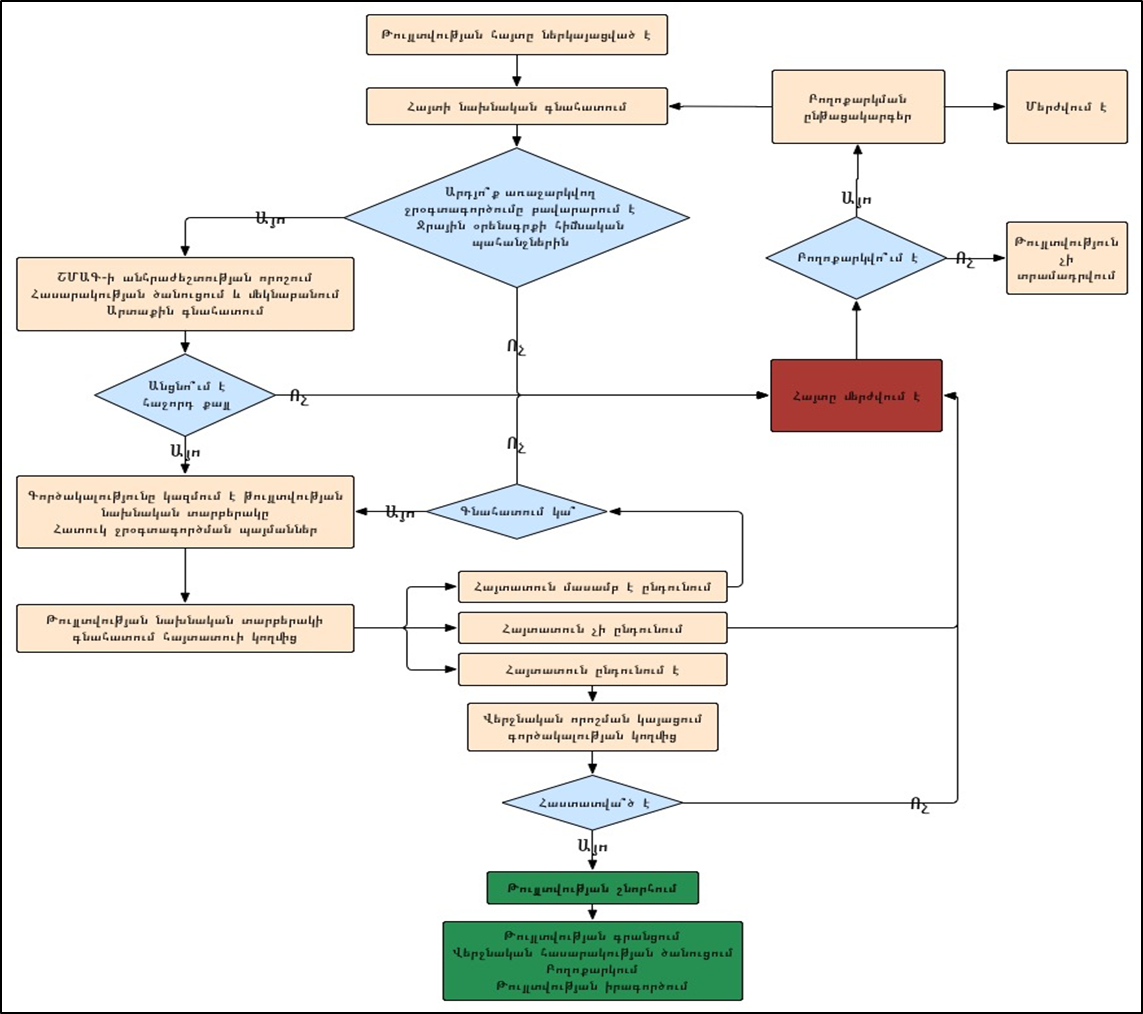 Թույլտվության հայտը ներկայացված է
Հայտի նախնական գնահատում
Բողոքարկման
ընթացակարգեր
Մերժվում է
Արդյո՞ք առաջարկվող
ջրօգտագործումը բավարարում է
Ջրային օրենսգրքի հիմնական
պահանջներին
Այո
Այո
Բողոքարկվո՞ւմ է
Ոչ
Թույլտվություն
չի
տրամադրվում
ՇՄԱԳ-ի անհրաժեշտության որոշում
Հասարակության ծանուցում և մեկնաբանում
Արտաքին գնահատում
Ոչ
Անցնո՞ւմ է
հաջորդ քայլ
Ոչ
Հայտը մերժվում է
Այո
Ոչ
Գործակալությունը կազմում է թույլտվության
նախնական տարբերակը
Հատուկ ջրօգտագործման պայմաններ
Այո
Գնահատում կա՞
Հայտատուն մասամբ է ընդունում
Թույլտվության նախնական տարբերակի
գնահատում հայտատուի կողմից
Հայտատուն չի ընդունում
Հայտատուն ընդունում է
Վերջնական որոշման կայացում
գործակալության կողմից
Հաստատվա՞ծ է
Ոչ
Այո
Թույլտվության շնորհում
Թույլտվության գրանցում
Վերջնական հասարակության ծանուցում
Բողոքարկում
Թույլտվության իրագործում